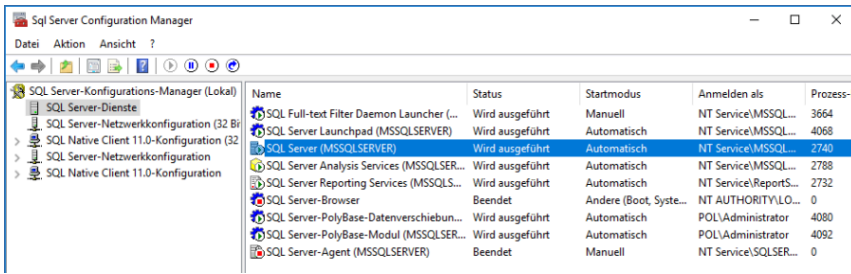 Sql Server Configuration Manager
Datei Aktion Ansicht ?
SQL Server-Konfigurations-Manager (Lokal)
SQL Server-Dienste
SQL Server-Netzwerkkonfiguration (32 Bi
SQL Native Client 11.0-Konfiguration (32
SQL Server-Netzwerkkonfiguration
SQL Native Client 11.0-Konfiguration
Name Status Startmodus Anmelden als Prozess-
SQL Full-text Filter Daemon Launcher (... Wird ausgeführt Manuell NT Service\MSSQL... 3664
SQL Server Launchpad (MSSQLSERVER) Wird ausgeführt Automatisch NT Service\MSSQL... 4068
SQL Server (MSSQLSERVER) Wird ausgeführt Automatisch NT Service\MSSQL... 2740
SQL Server Analysis Services (MSSQLSER... Wird ausgeführt Automatisch NT Service\MSSQL... 2788
SQL Server Reporting Services (MSSQLS... Wird ausgeführt Automatisch NT Service\ReportS... 2732
SQL Server-Browser Beendet Andere (Boot, Syste... NT AUTHORITY\LO... 0
SQL Server-PolyBase-Datenverschiebun... Wird ausgeführt Automatisch POL\Administrator 4080
SQL Server-PolyBase-Modul (MSSQLSER... Wird ausgeführt Automatisch POL\Administrator 4092
SQL Server-Agent (MSSQLSERVER) Beendet Manuell NT Service\SQLSER... 0